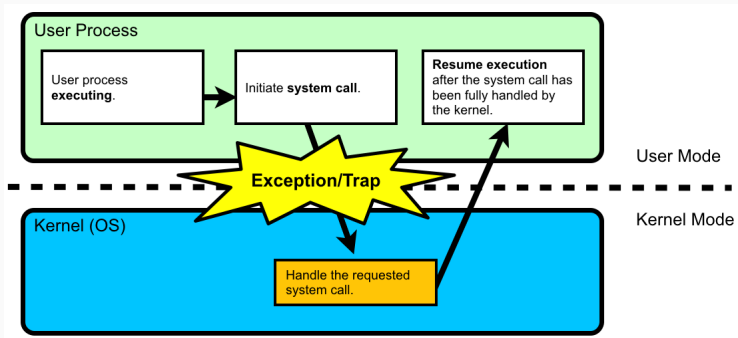 User Process
User process
executing.
Initiate system call.
Resume execution
after the system call has
been fully handled by
the kernel.
Exception/Trap
User Mode
Kernel Mode
Kernel (OS)
Handle the requested
system call.